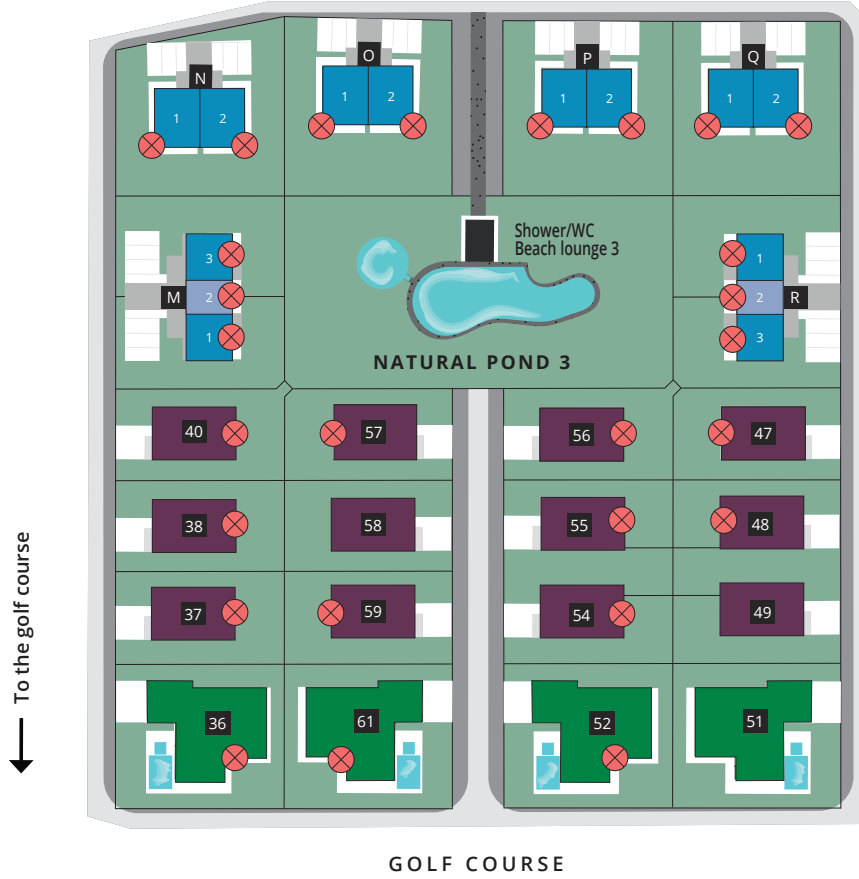 O
P
Q
N
1 2
1 2
1 2
1 2
Shower/WC
Beach lounge 3
3
M 2
1
1
2 R
3
NATURAL POND 3
40
57
56
47
38
58
55
48
37
59
54
49
36
61
52
51
To the golf course
GOLF COURSE